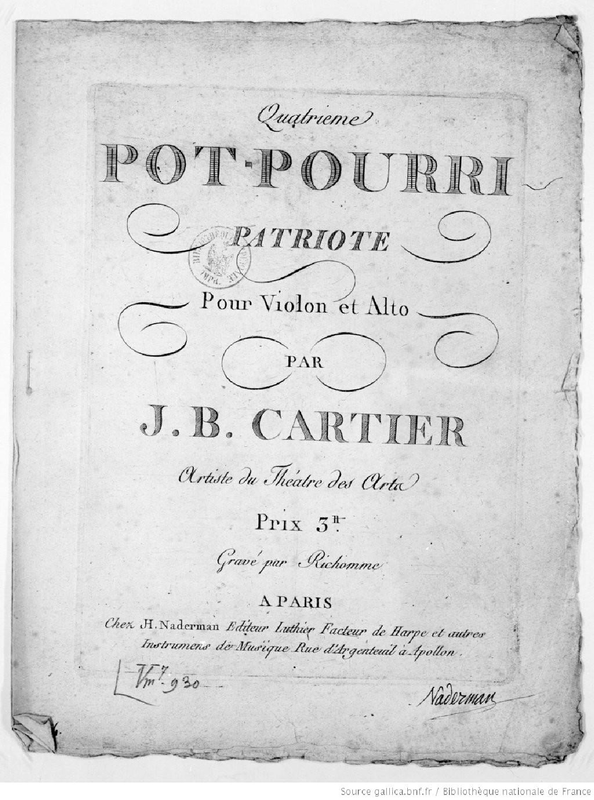 Quatrieme
POT-POURRI
PATRIOTE
Pour Violon et Alto
PAR
J. B. CARTIER
Artiste du Théatre des Arts
Prix 3tt
Gravé par Richomme
A PARIS
Chez H. Naderman Editeur Luthier Facteur de Harpe et autres
Instrumens de Musique Rue d'Argenteuil à Apollon.
Vm7. 930
Naderman
Source gallica.bnf.fr / Bibliothèque nationale de France